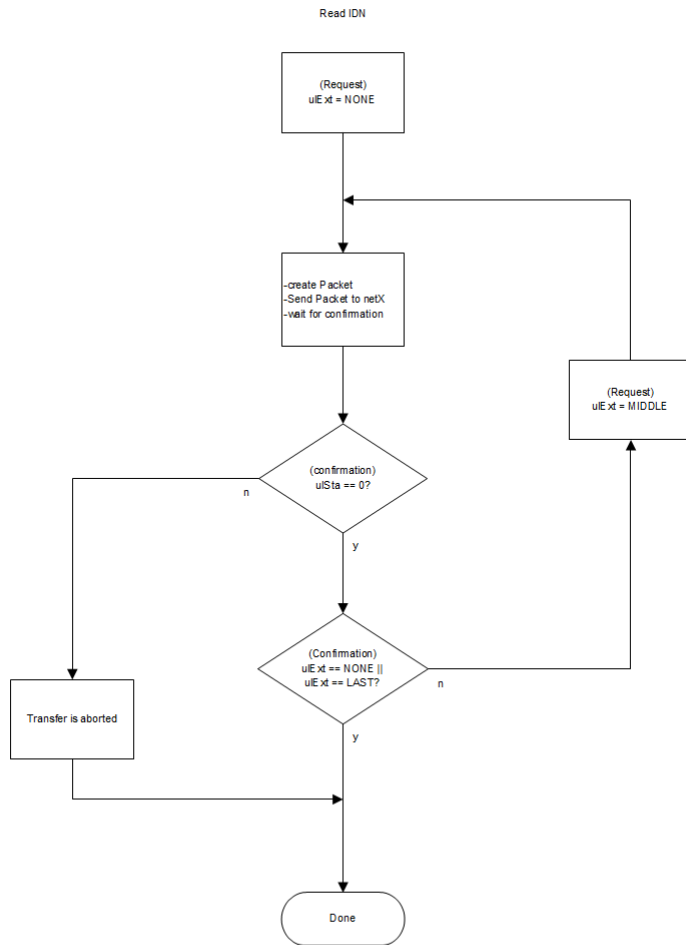 Read IDN
(Request)
ulExt = NONE
-create Packet
-Send Packet to netX
-wait for confirmation
(Request)
ulExt = MIDDLE
(confirmation)
ulSta == 0?
n
y
(Confirmation)
ulExt == NONE ||
ulExt == LAST?
n
Transfer is aborted
y
Done